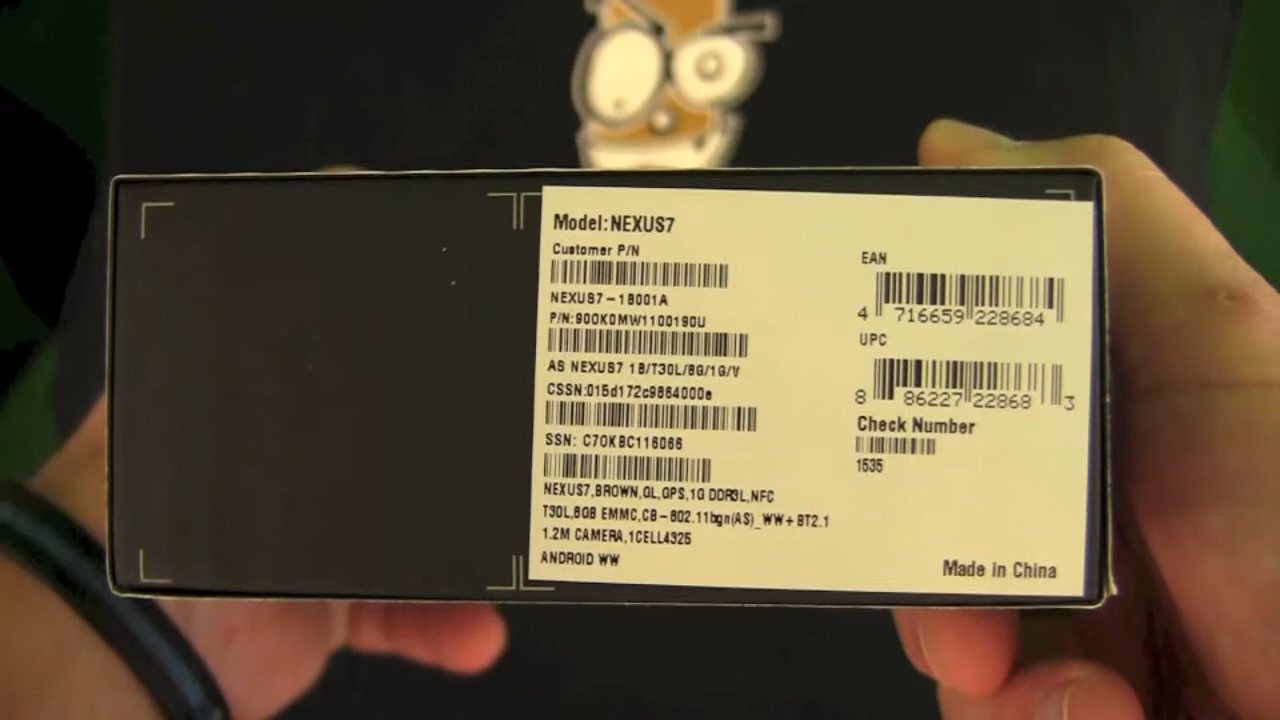 Model:NEXUS7
Customer P/N
NEXUS7-1B001A
P/N:90OK0MW1100190U
AS NEXUS7 1B/T30L/8G/1G/V
CSSN:015d172c9864000e
SSN: C7OKBC116066
NEXUS7,BROWN,GL,GPS,1G DDR3L,NFC
T30L,8GB EMMC,CB-802.11bgn(AS)_WW+BT2.1
1.2M CAMERA,1CELL4325
ANDROID WW
EAN
4 716659 228684
UPC
8 86227 22868 3
Check Number
1535
Made in China